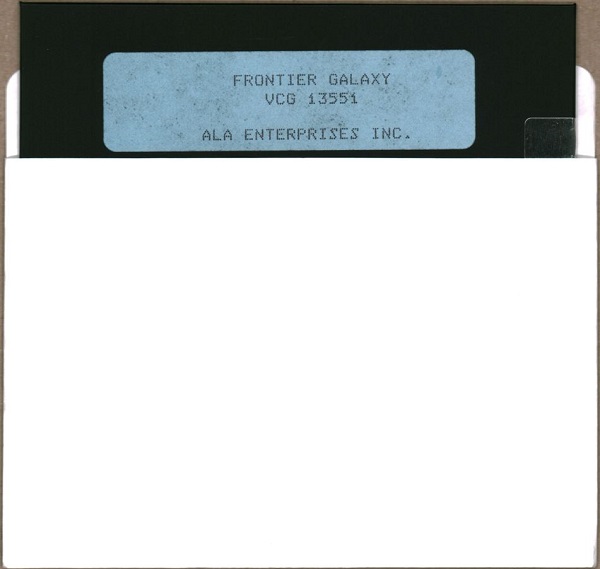 FRONTIER GALAXY
VCG 13551
ALA ENTERPRISES INC.